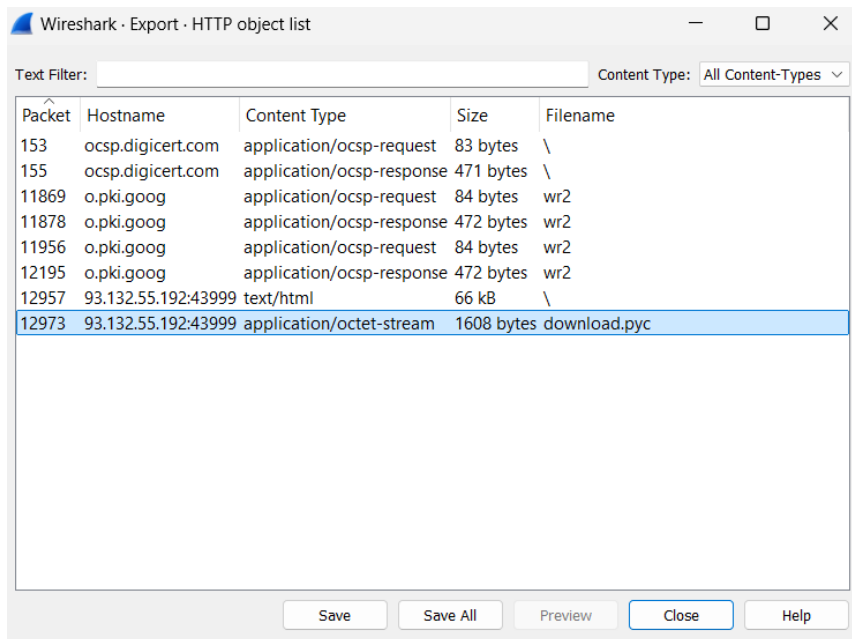 Wireshark · Export · HTTP object list
Text Filter:
Content Type: All Content-Types
Packet Hostname Content Type Size Filename
153 ocsp.digicert.com application/ocsp-request 83 bytes \
155 ocsp.digicert.com application/ocsp-response 471 bytes \
11869 o.pki.goog application/ocsp-request 84 bytes wr2
11878 o.pki.goog application/ocsp-response 472 bytes wr2
11956 o.pki.goog application/ocsp-request 84 bytes wr2
12195 o.pki.goog application/ocsp-response 472 bytes wr2
12957 93.132.55.192:43999 text/html 66 kB \
12973 93.132.55.192:43999 application/octet-stream 1608 bytes download.pyc
Save Save All Preview Close Help